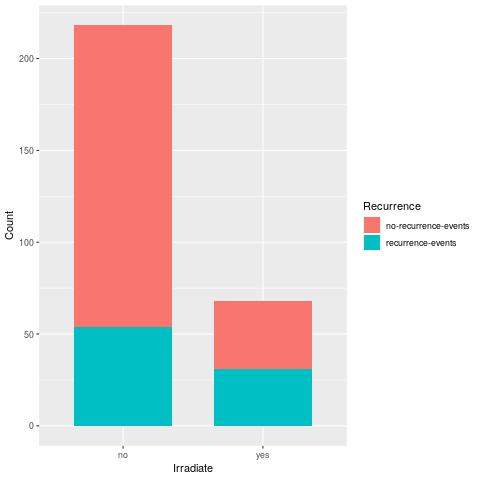 200
150
100
50
0
Count
no
yes
Irradiate
Recurrence
no-recurrence-events
recurrence-events